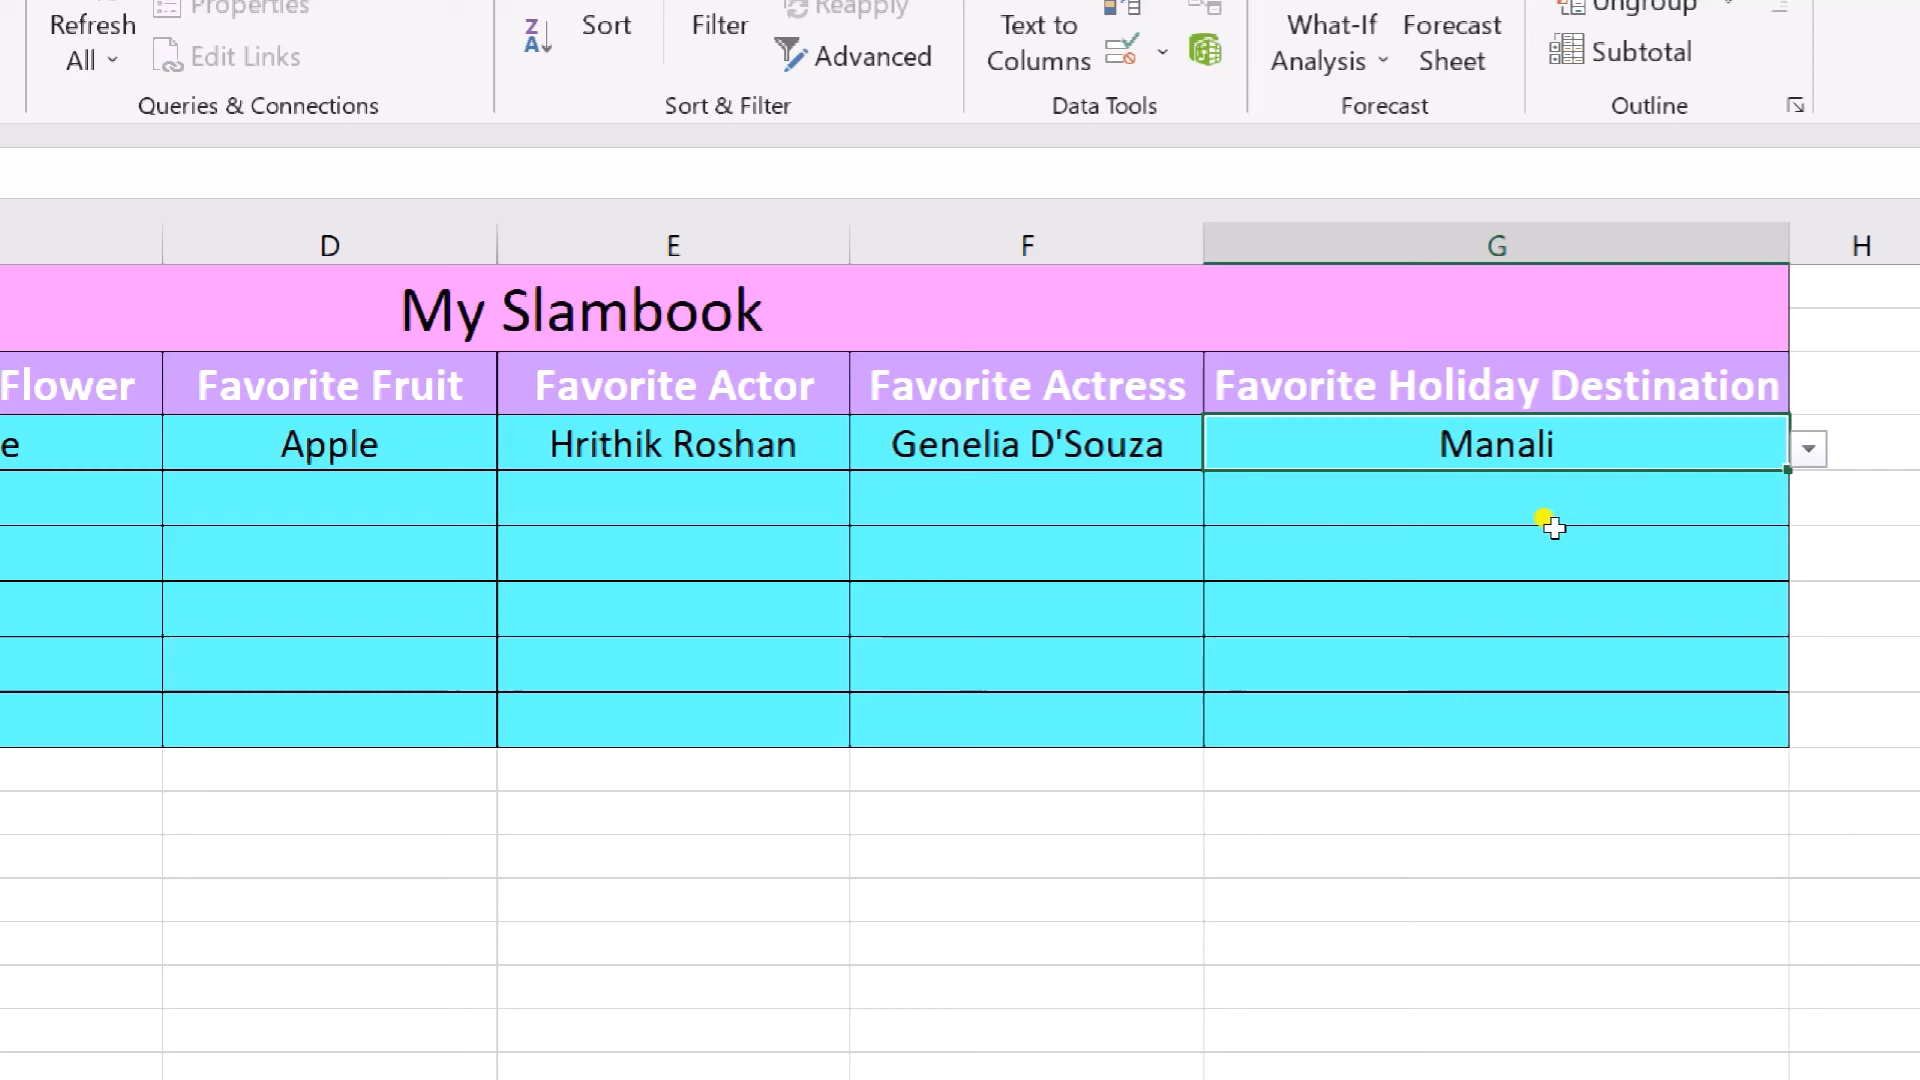 Properties
Reapply
Ungroup
Refresh
All
Edit Links
Z
A
Sort
Filter
Advanced
Text to
Columns
What-If
Analysis
Forecast
Sheet
Subtotal
Queries & Connections
Sort & Filter
Data Tools
Forecast
Outline
D E F G H
My Slambook
Flower Favorite Fruit Favorite Actor Favorite Actress Favorite Holiday Destination
e Apple Hrithik Roshan Genelia D'Souza Manali